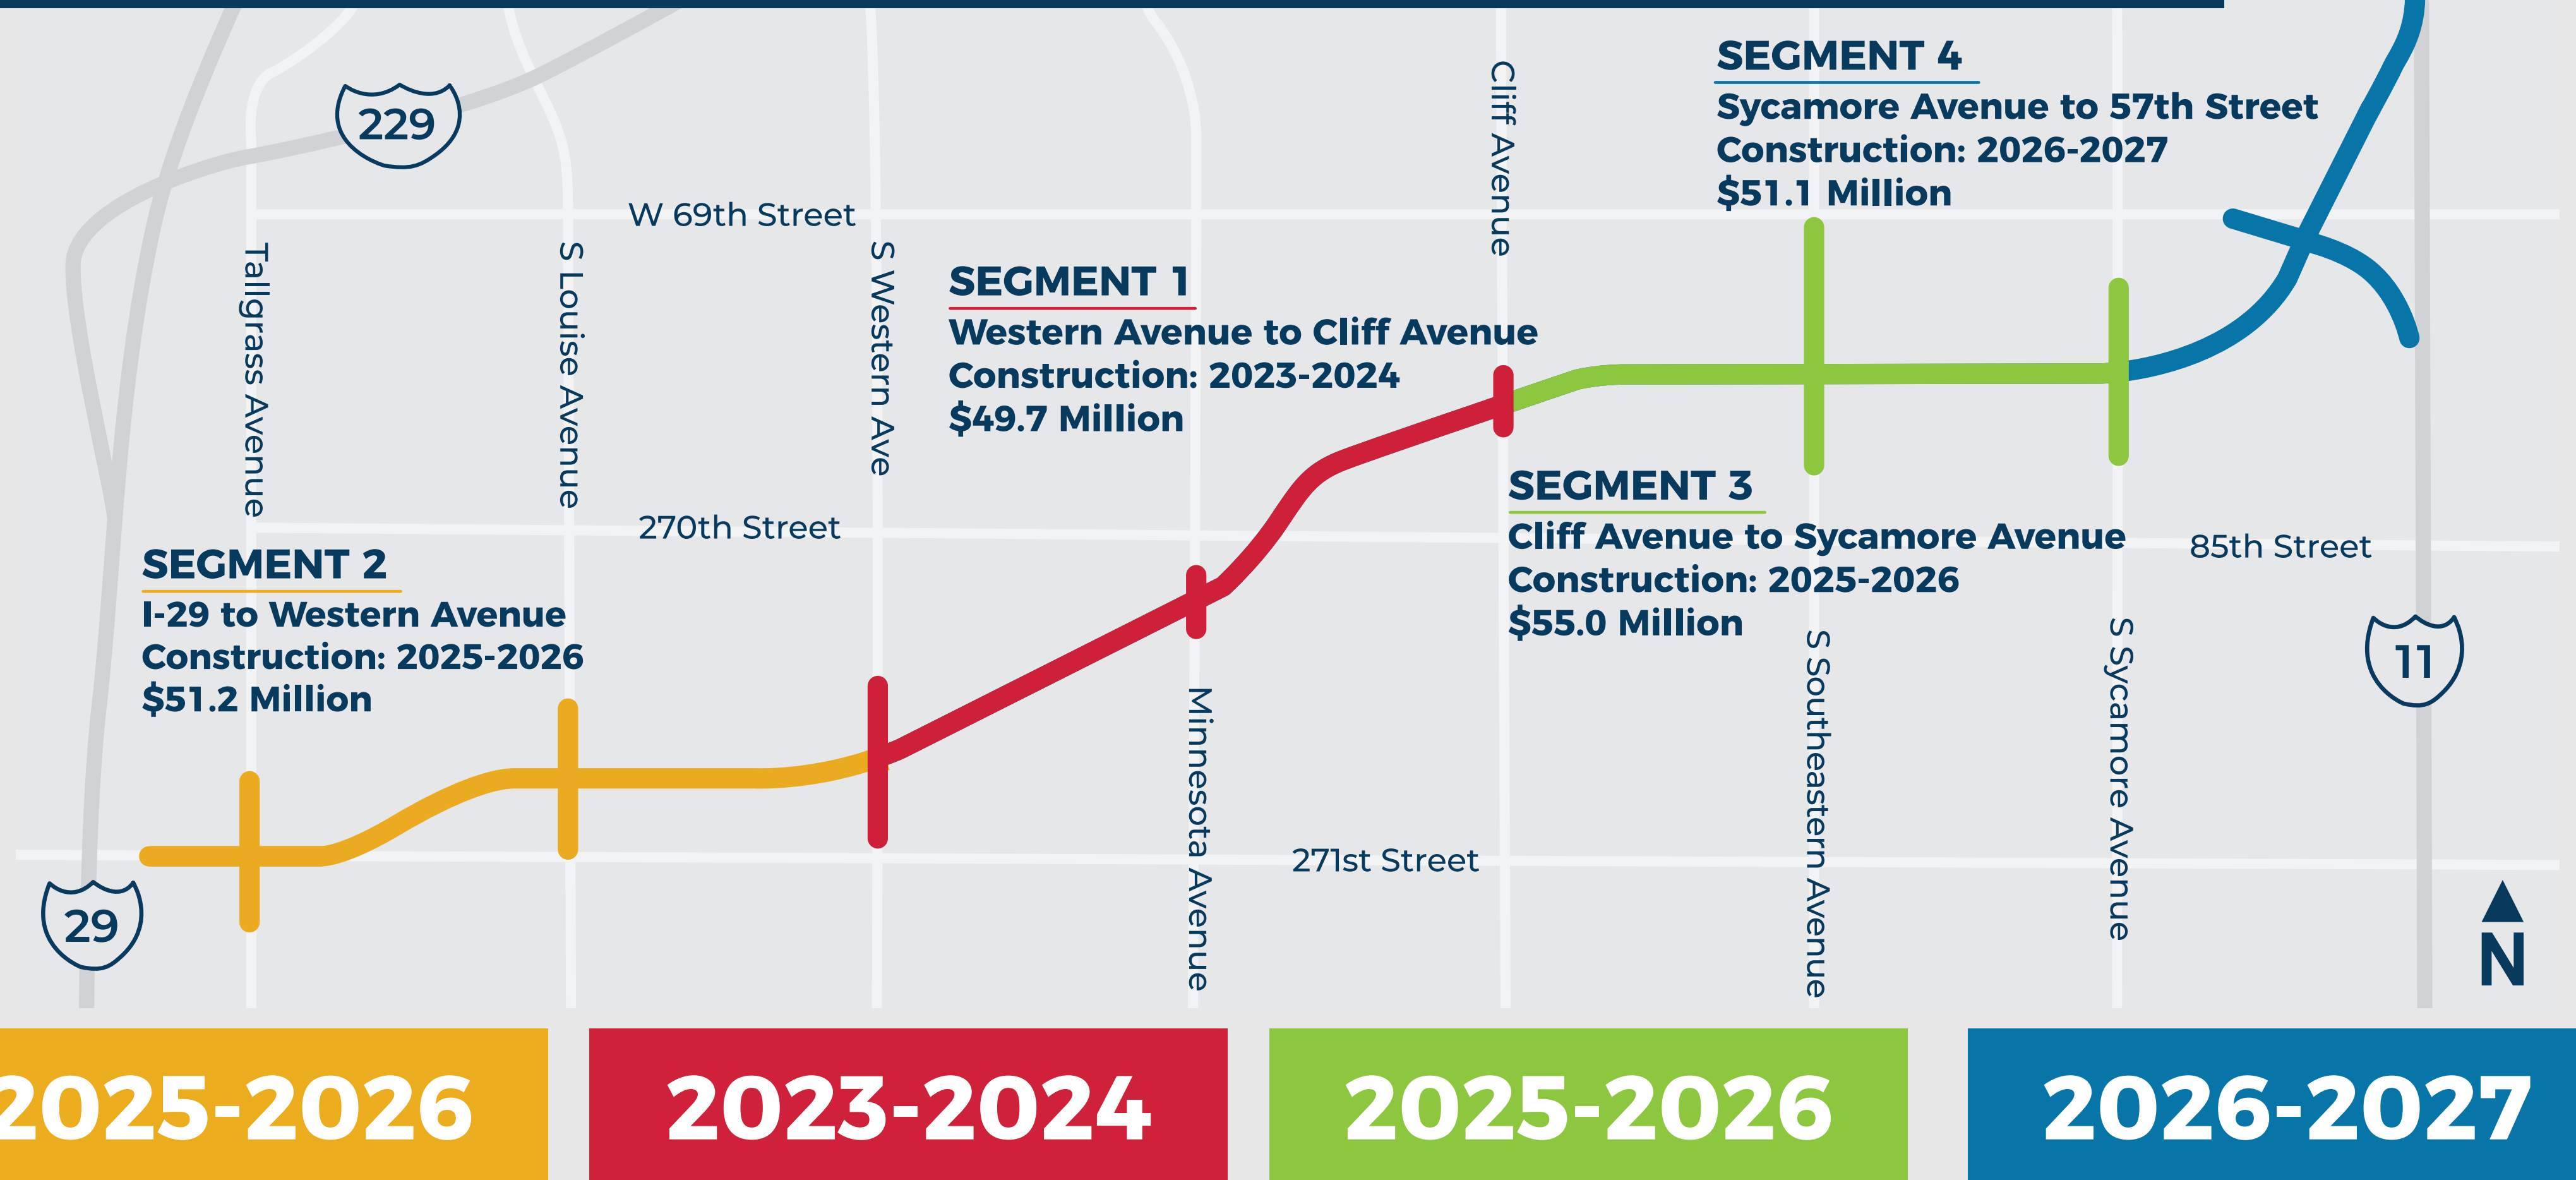 SEGMENT 4
Sycamore Avenue to 57th Street
Construction: 2026-2027
$51.1 Million
229
Cliff Avenue
W 69th Street
Tallgrass Avenue
S Louise Avenue
S Western Ave
SEGMENT 1
Western Avenue to Cliff Avenue
Construction: 2023-2024
$49.7 Million
SEGMENT 3
Cliff Avenue to Sycamore Avenue
Construction: 2025-2026
$55.0 Million
270th Street
85th Street
SEGMENT 2
I-29 to Western Avenue
Construction: 2025-2026
$51.2 Million
11
S Southeastern Avenue
S Sycamore Avenue
Minnesota Avenue
271st Street
29
N
2025-2026
2023-2024
2025-2026
2026-2027